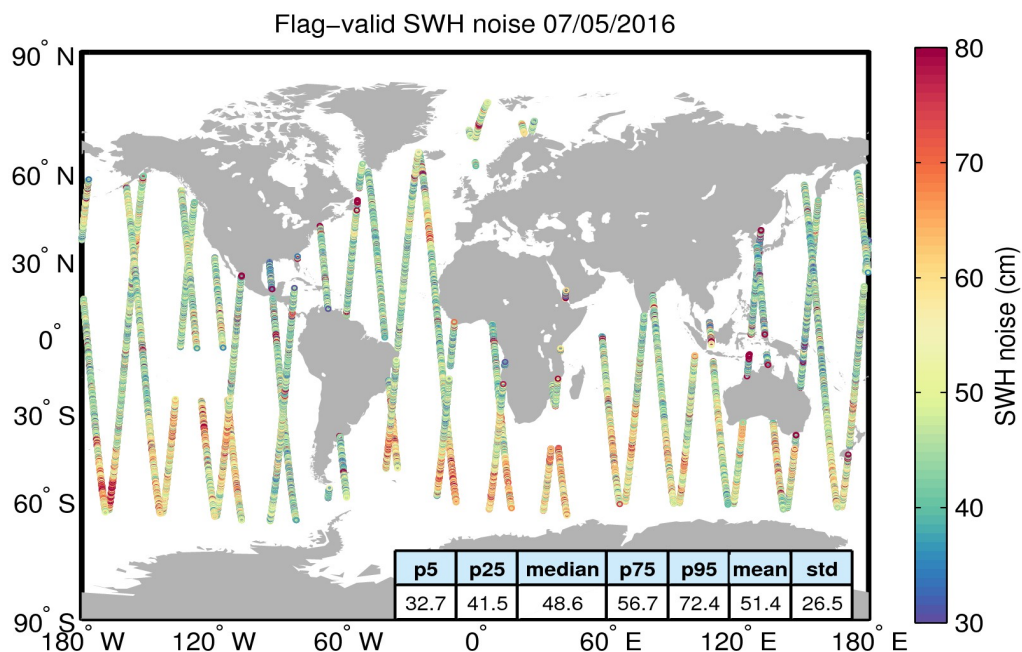 Flag−valid SWH noise 07/05/2016
90° N
60° N
30° N
0°
30° S
60° S
90° S
180° W
120° W
60° W
0°
60° E
120° E
180° E
p5 p25 median p75 p95 mean std
32.7 41.5 48.6 56.7 72.4 51.4 26.5
80
70
60
50
40
30
SWH noise (cm)